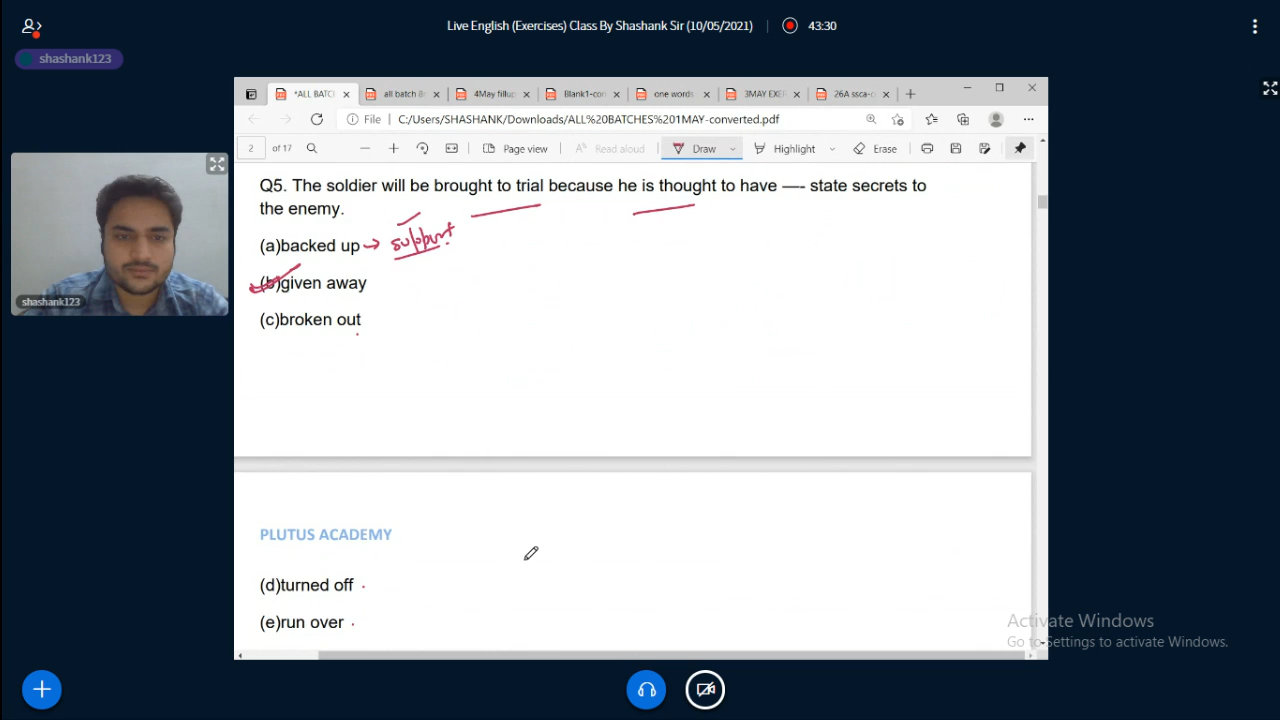 Live English (Exercises) Class By Shashank Sir (10/05/2021)
43:30
shashank123
*ALL BATCH
all batch 8
4May fillup
Blank1-con
one words
3MAY EXE
26A ssca-c
File
C:/Users/SHASHANK/Downloads/ALL%20BATCHES%201MAY-converted.pdf
2 of 17
Page view
Read aloud
Draw
Highlight
Erase
Q5. The soldier will be brought to trial because he is thought to have —- state secrets to
the enemy.
(a)backed up → support
(b)given away
(c)broken out
shashank123
PLUTUS ACADEMY
(d)turned off
(e)run over
Activate Windows
Go to Settings to activate Windows.